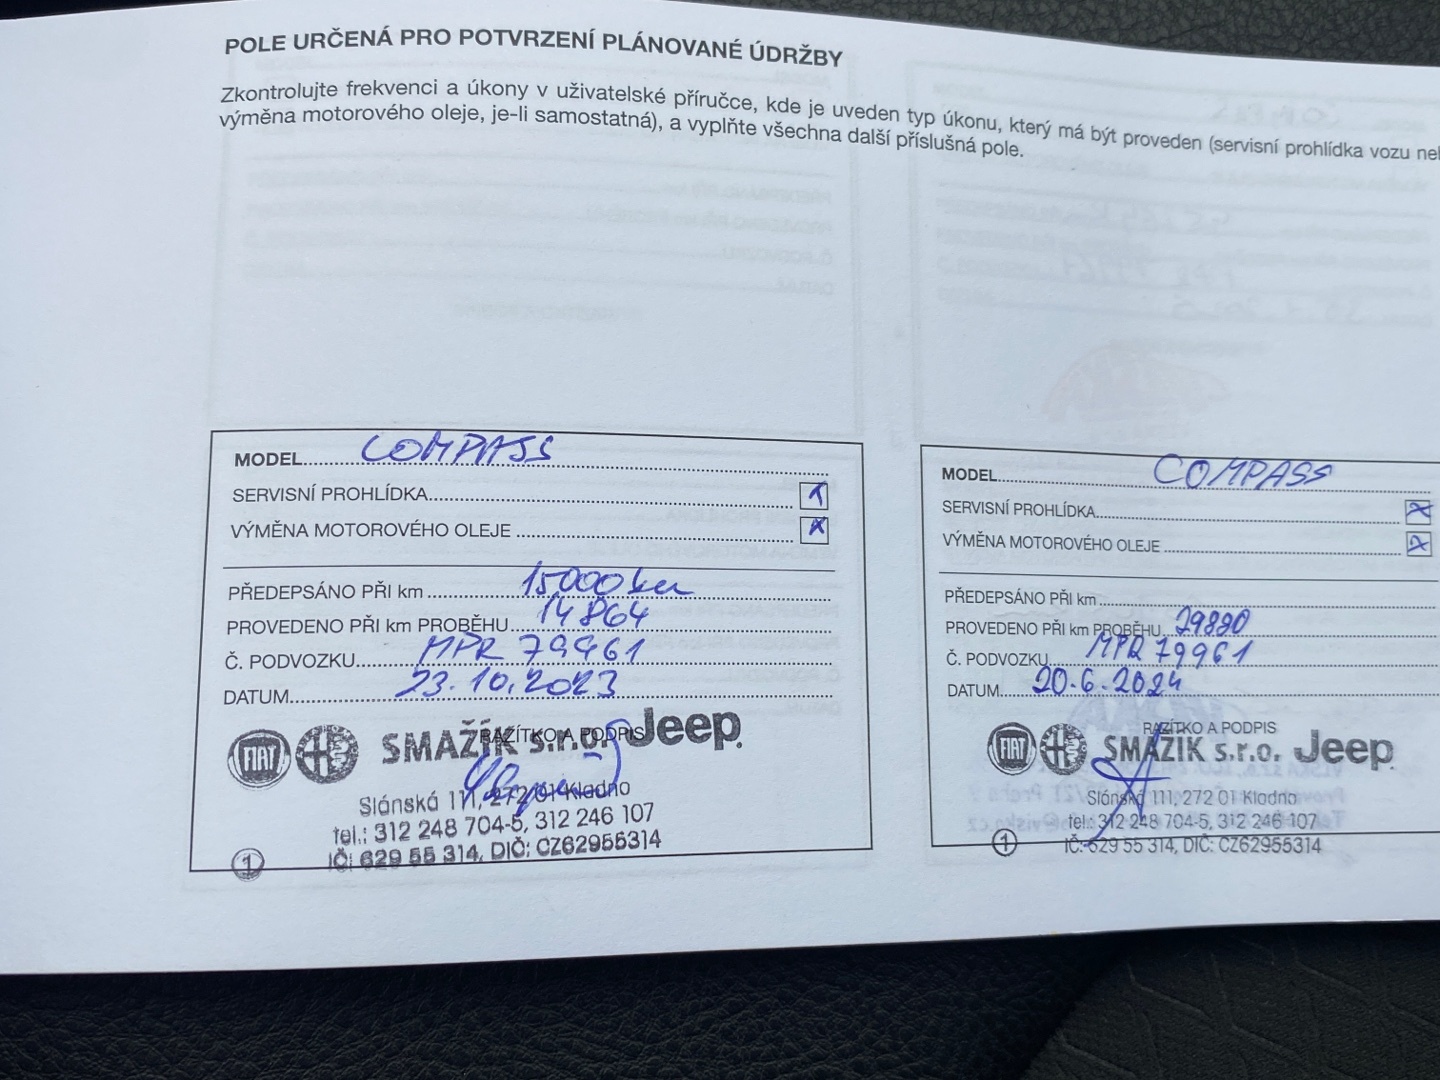 POLE URČENÁ PRO POTVRZENÍ PLÁNOVANÉ ÚDRŽBY
Zkontrolujte frekvenci a úkony v uživatelské příručce, kde je uveden typ úkonu, který má být proveden (servisní prohlídka vozu
výměna motorového oleje, je-li samostatná), a vyplňte všechna další příslušná pole.
MODEL COMPASS
SERVISNÍ PROHLÍDKA
VÝMĚNA MOTOROVÉHO OLEJE
PŘEDEPSÁNO PŘI km 15000 km
PROVEDENO PŘI km PROBĚHU 14864
Č. PODVOZKU MPR 79961
DATUM 23.10.2023
RAZÍTKO A PODPIS
FIAT SMAŽÍK s.r.o. Jeep
Slánská 111, 272 01 Kladno
tel.: 312 248 704-5, 312 246 107
IČ: 629 55 314, DIČ: CZ62955314
1
MODEL COMPASS
SERVISNÍ PROHLÍDKA
VÝMĚNA MOTOROVÉHO OLEJE
PŘEDEPSÁNO PŘI km
PROVEDENO PŘI km PROBĚHU 29890
Č. PODVOZKU MPR 79961
DATUM 20.6.2024
RAZÍTKO A PODPIS
FIAT SMAŽÍK s.r.o. Jeep
Slánská 111, 272 01 Kladno
tel.: 312 248 704-5, 312 246 107
IČ: 629 55 314, DIČ: CZ62955314
1